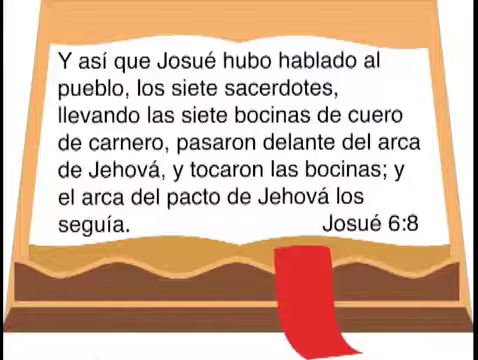 Y así que Josué hubo hablado al
pueblo, los siete sacerdotes,
llevando las siete bocinas de cuero
de carnero, pasaron delante del arca
de Jehová, y tocaron las bocinas; y
el arca del pacto de Jehová los
seguía. Josué 6:8